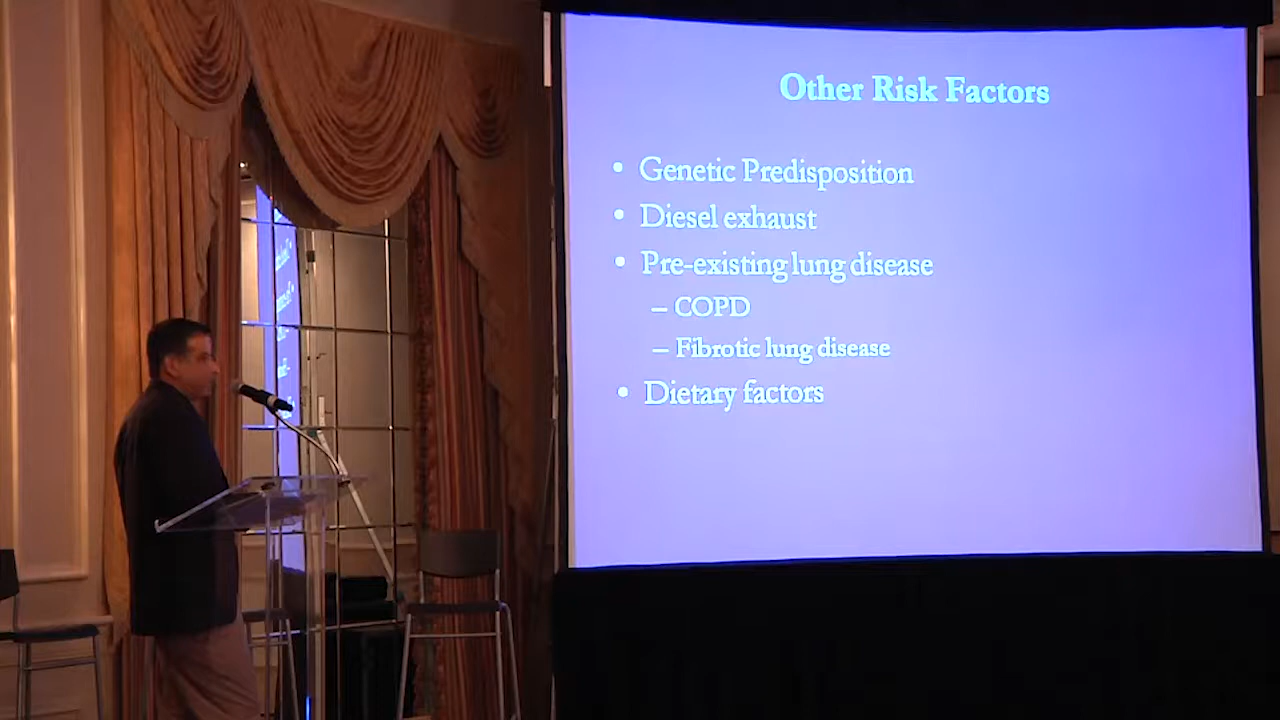 Other Risk Factors
• Genetic Predisposition
• Diesel exhaust
• Pre-existing lung disease
– COPD
– Fibrotic lung disease
• Dietary factors